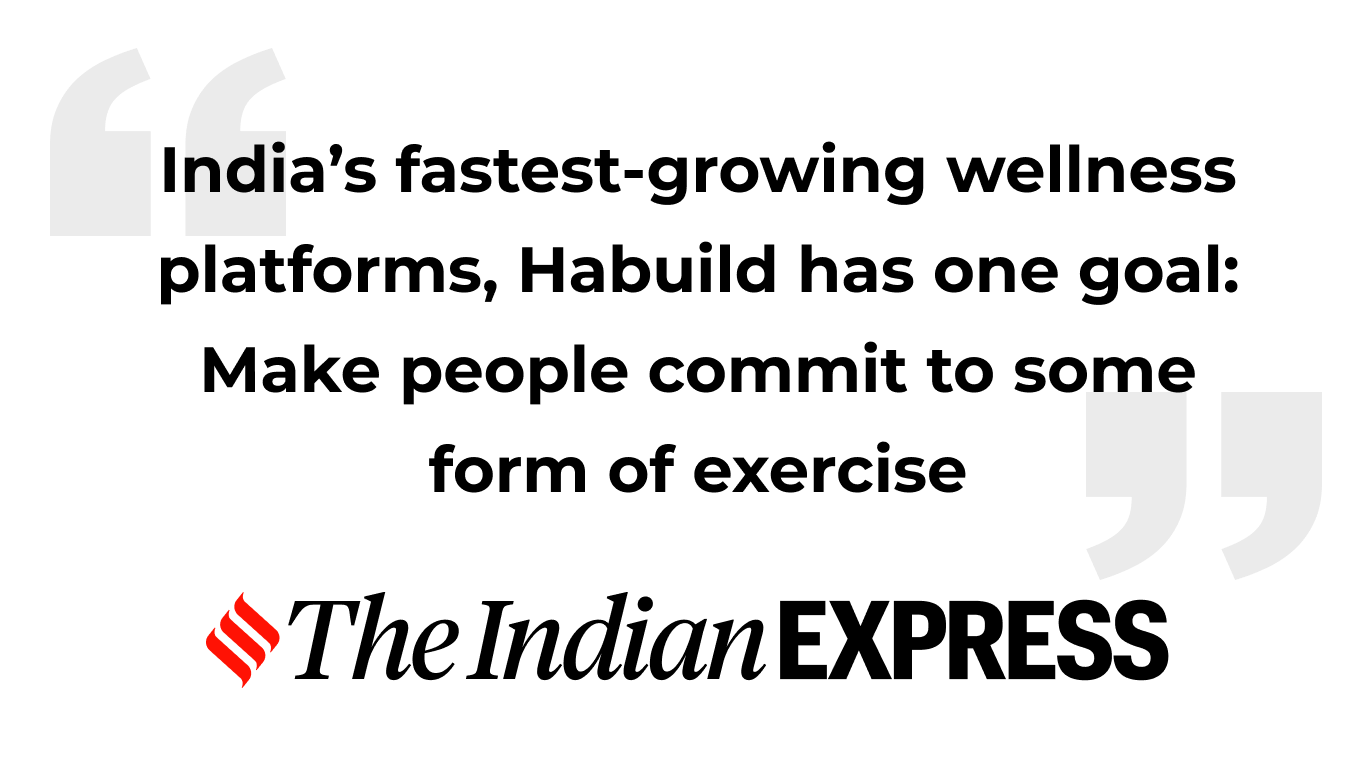 India’s fastest-growing wellness
platforms, Habuild has one goal:
Make people commit to some
form of exercise
The Indian EXPRESS